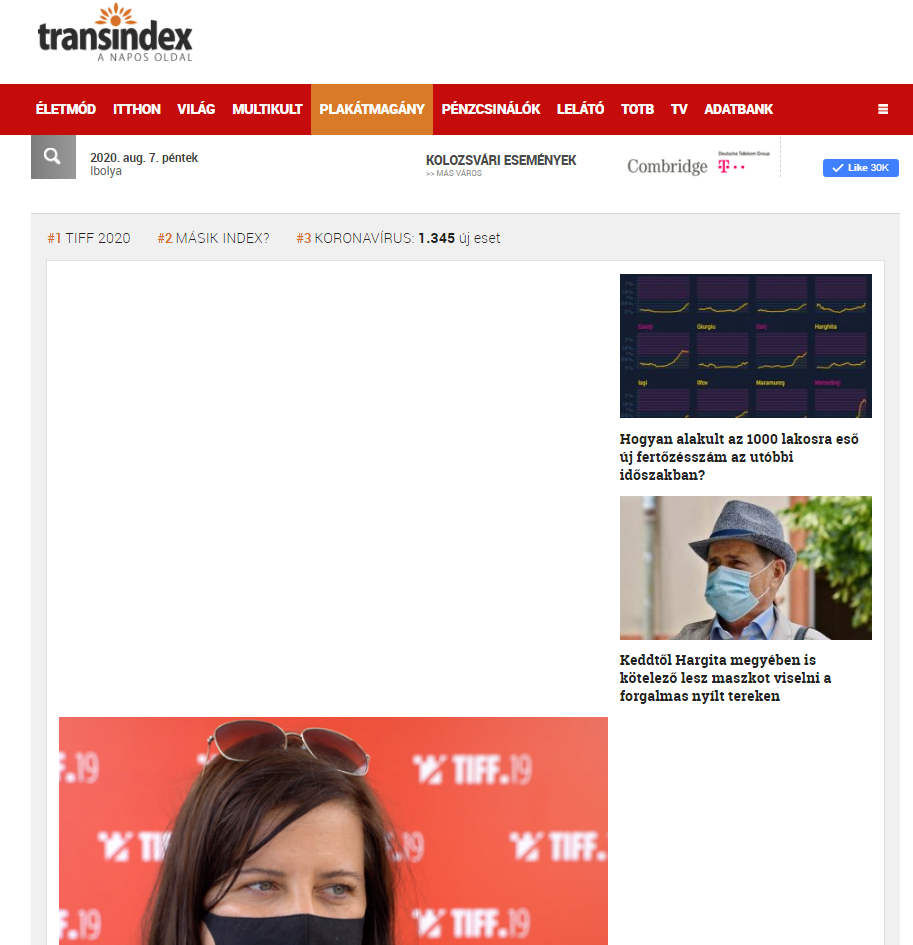 transindex
A NAPOS OLDAL
ÉLETMÓD ITTHON VILÁG MULTIKULT PLAKÁTMAGÁNY PÉNZCSINÁLÓK LELÁTÓ TOTB TV ADATBANK
2020. aug. 7. péntek
Ibolya
KOLOZSVÁRI ESEMÉNYEK
>> MÁS VÁROS
Combridge
Deutsche Telekom Group
T
Like 30K
#1 TIFF 2020 #2 MÁSIK INDEX? #3 KORONAVÍRUS: 1.345 új eset
Galați Giurgiu Gorj Harghita
Iași Ilfov Maramureș Mehedinți
Hogyan alakult az 1000 lakosra eső
új fertőzésszám az utóbbi
időszakban?
Keddtől Hargita megyében is
kötelező lesz maszkot viselni a
forgalmas nyílt tereken
F.19 TIFF.19
TI .19 TIFF.
F.19 TIFF.19